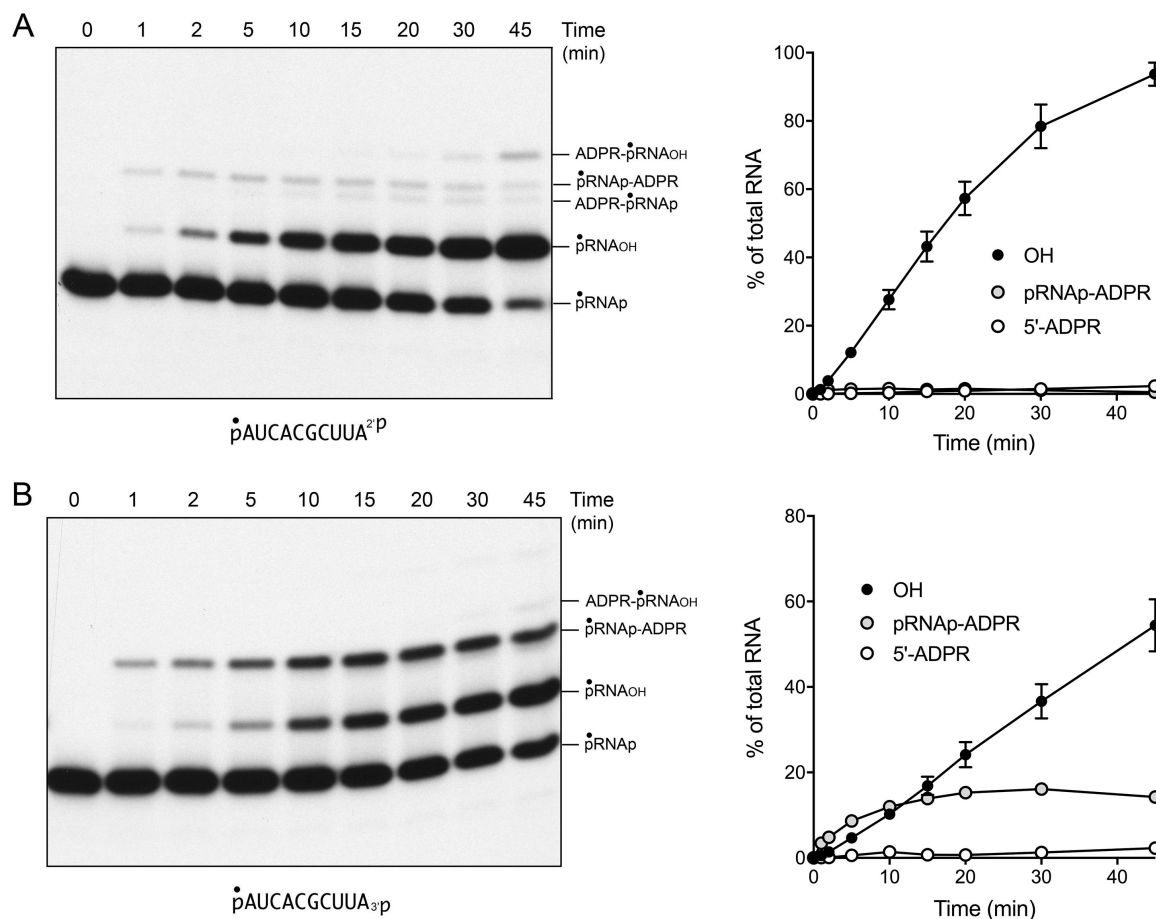 A
0 1 2 5 10 15 20 30 45 Time
(min)
ADPR-pRNAOH
pRNAp-ADPR
ADPR-pRNAp
pRNAOH
pRNAp
pAUCACGCUUA2'p
% of total RNA
100
80
60
40
20
0
OH
pRNAp-ADPR
5'-ADPR
0 10 20 30 40
Time (min)
B
0 1 2 5 10 15 20 30 45 Time
(min)
ADPR-pRNAOH
pRNAp-ADPR
pRNAOH
pRNAp
pAUCACGCUUA3'p
% of total RNA
80
60
40
20
0
OH
pRNAp-ADPR
5'-ADPR
0 10 20 30 40
Time (min)